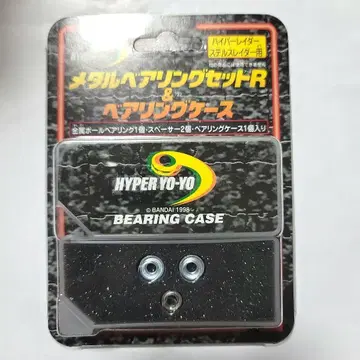 ハイパーレイダー
ステルスレイダー用
メタルベアリングセットR
&
ベアリングケース
金属ボールベアリング1個・スペーサー2個・ベアリングケース1個入り
HYPER YO-YO
© BANDAI 1998
BEARING CASE